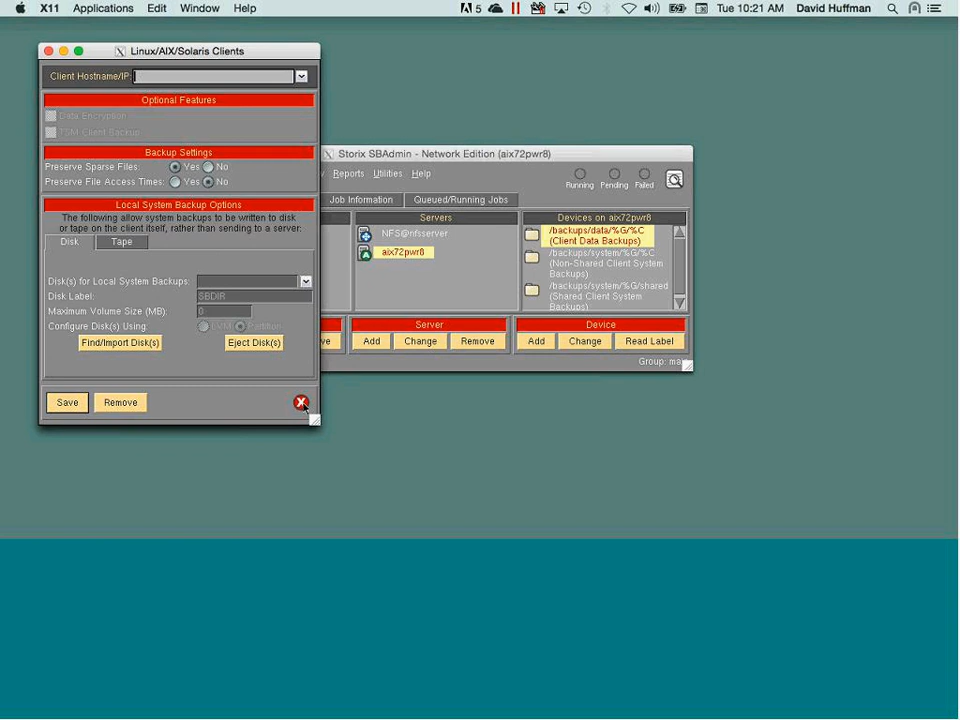 X11 Applications Edit Window Help 5 Tue 10:21 AM David Huffman
Linux/AIX/Solaris Clients
Client Hostname/IP:
Optional Features
Data Encryption
TSM Client Backup
Backup Settings
Preserve Sparse Files: Yes No
Preserve File Access Times: Yes No
Local System Backup Options
The following allow system backups to be written to disk
or tape on the client itself, rather than sending to a server:
Disk Tape
Disk(s) for Local System Backups:
Disk Label: SBDIR
Maximum Volume Size (MB): 0
Configure Disk(s) Using: LVM Partition
Find/Import Disk(s) Eject Disk(s)
Save Remove
Storix SBAdmin - Network Edition (aix72pwr8)
Reports Utilities Help
Running Pending Failed
Job Information Queued/Running Jobs
Servers
NFS@nfsserver
aix72pwr8
Devices on aix72pwr8
/backups/data/%G/%C
(Client Data Backups)
/backups/system/%G/%C
(Non-Shared Client System
Backups)
/backups/system/%G/shared
(Shared Client System
Backups)
Server
Add Change Remove
Device
Add Change Read Label